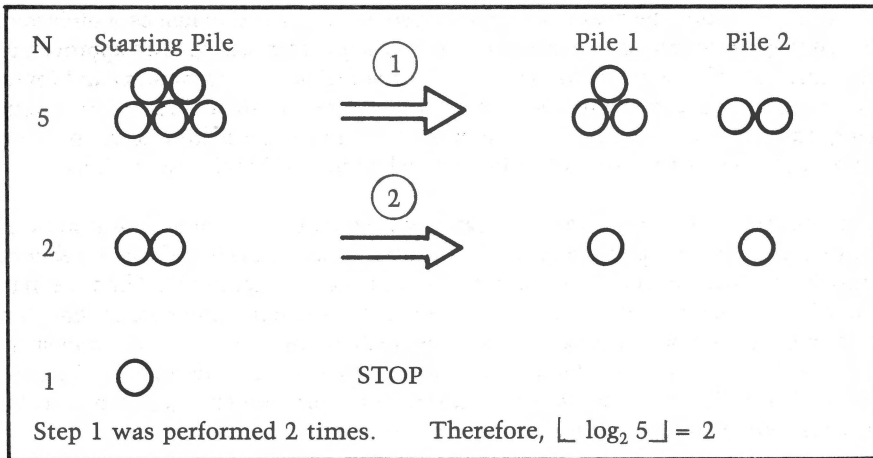 N Starting Pile Pile 1 Pile 2
1
5
2
2
1 STOP
Step 1 was performed 2 times. Therefore, ⌊ log₂ 5⌋ = 2